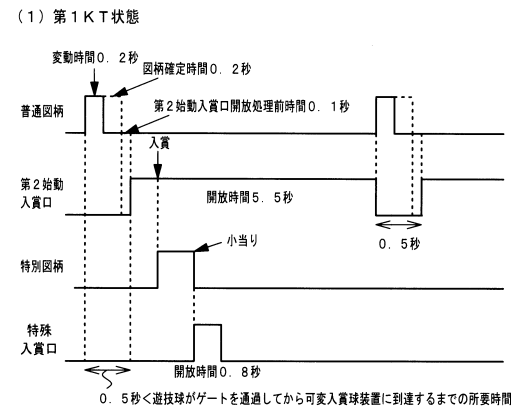 (1)第1KT状態
変動時間0.2秒
図柄確定時間0.2秒
普通図柄
第2始動入賞口開放処理前時間0.1秒
入賞
第2始動
入賞口
開放時間5.5秒
0.5秒
小当り
特別図柄
特殊
入賞口
開放時間0.8秒
0.5秒<遊技球がゲートを通過してから可変入賞球装置に到達するまでの所要時間